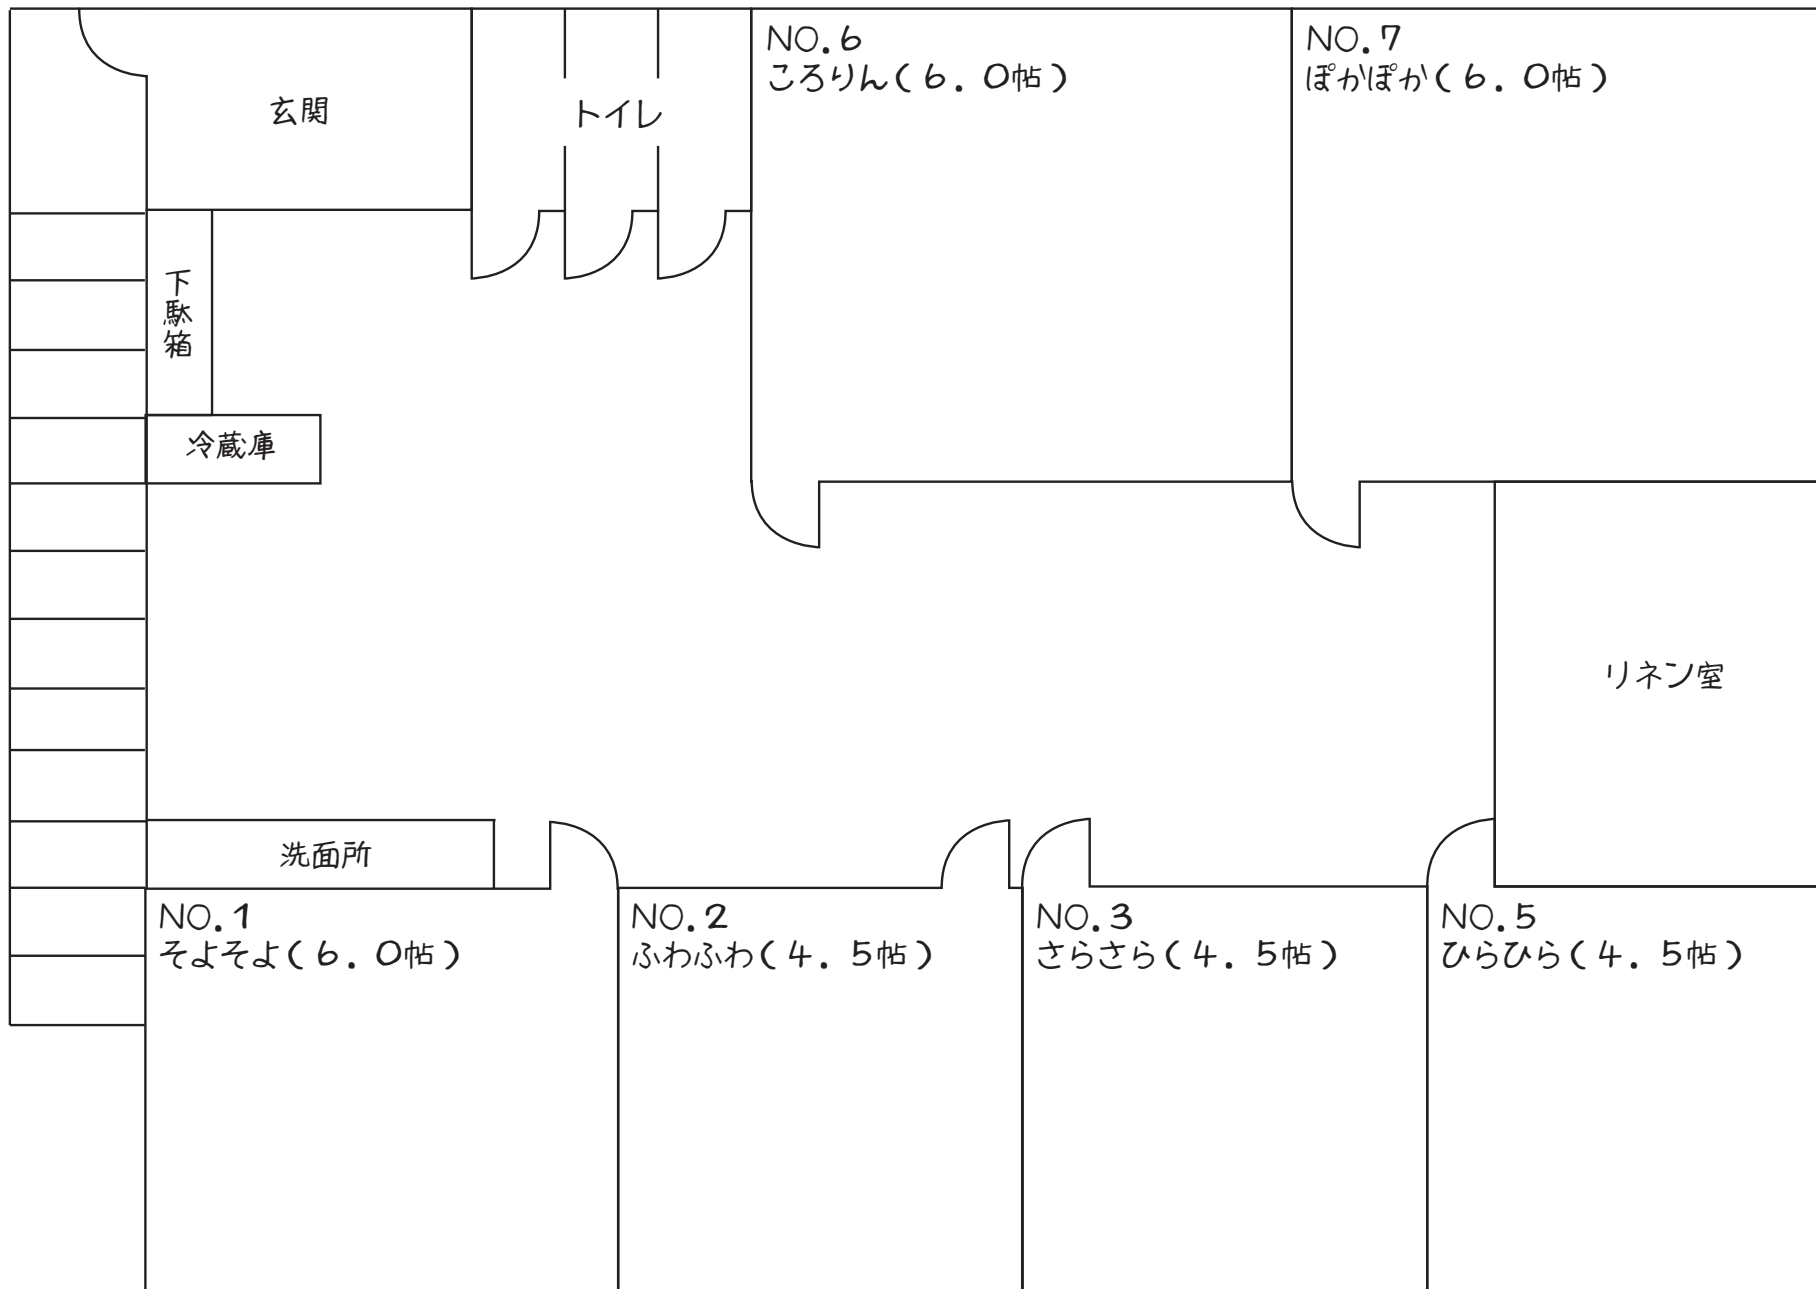 玄関
トイレ
NO.6
ころりん(6.0帖)
NO.7
ぽかぽか(6.0帖)
下駄箱
冷蔵庫
リネン室
洗面所
NO.1
そよそよ(6.0帖)
NO.2
ふわふわ(4.5帖)
NO.3
さらさら(4.5帖)
NO.5
ひらひら(4.5帖)